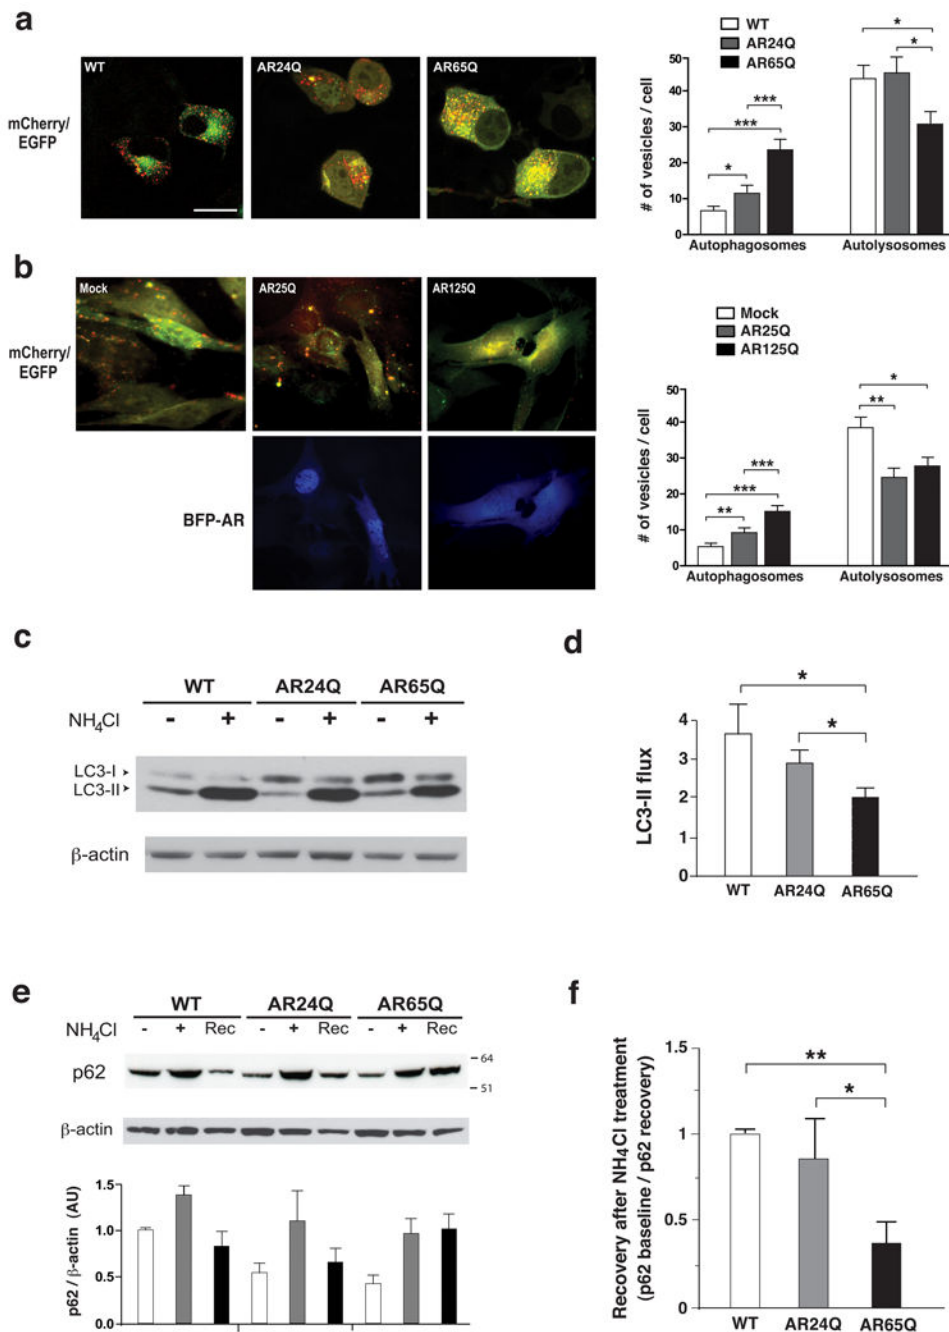 a
WT
AR24Q
AR65Q
mCherry/
EGFP
WT
AR24Q
AR65Q
# of vesicles / cell
50
40
30
20
10
0
*
***
***
*
*
Autophagosomes
Autolysosomes
b
Mock
AR25Q
AR125Q
mCherry/
EGFP
BFP-AR
Mock
AR25Q
AR125Q
# of vesicles / cell
50
40
30
20
10
0
**
***
***
**
*
Autophagosomes
Autolysosomes
c
WT AR24Q AR65Q
NH4Cl - + - + - +
LC3-I
LC3-II
β-actin
d
LC3-II flux
4
3
2
1
0
*
*
WT AR24Q AR65Q
e
WT AR24Q AR65Q
NH4Cl - + Rec - + Rec - + Rec
p62
64
51
β-actin
p62 / β-actin (AU)
1.5
1.0
0.5
0.0
f
Recovery after NH4Cl treatment
(p62 baseline / p62 recovery)
1
0.5
0
**
*
WT AR24Q AR65Q